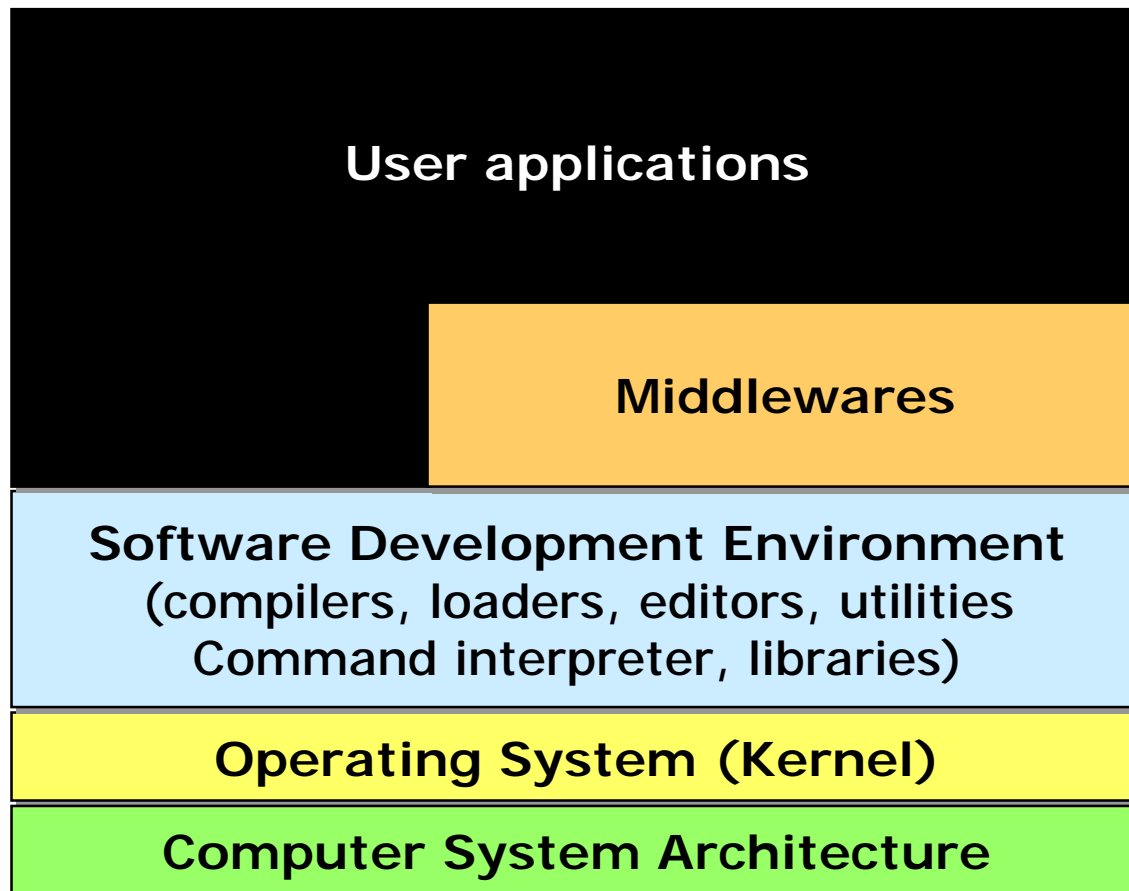 User applications
Middlewares
Software Development Environment
(compilers, loaders, editors, utilities
Command interpreter, libraries)
Operating System (Kernel)
Computer System Architecture